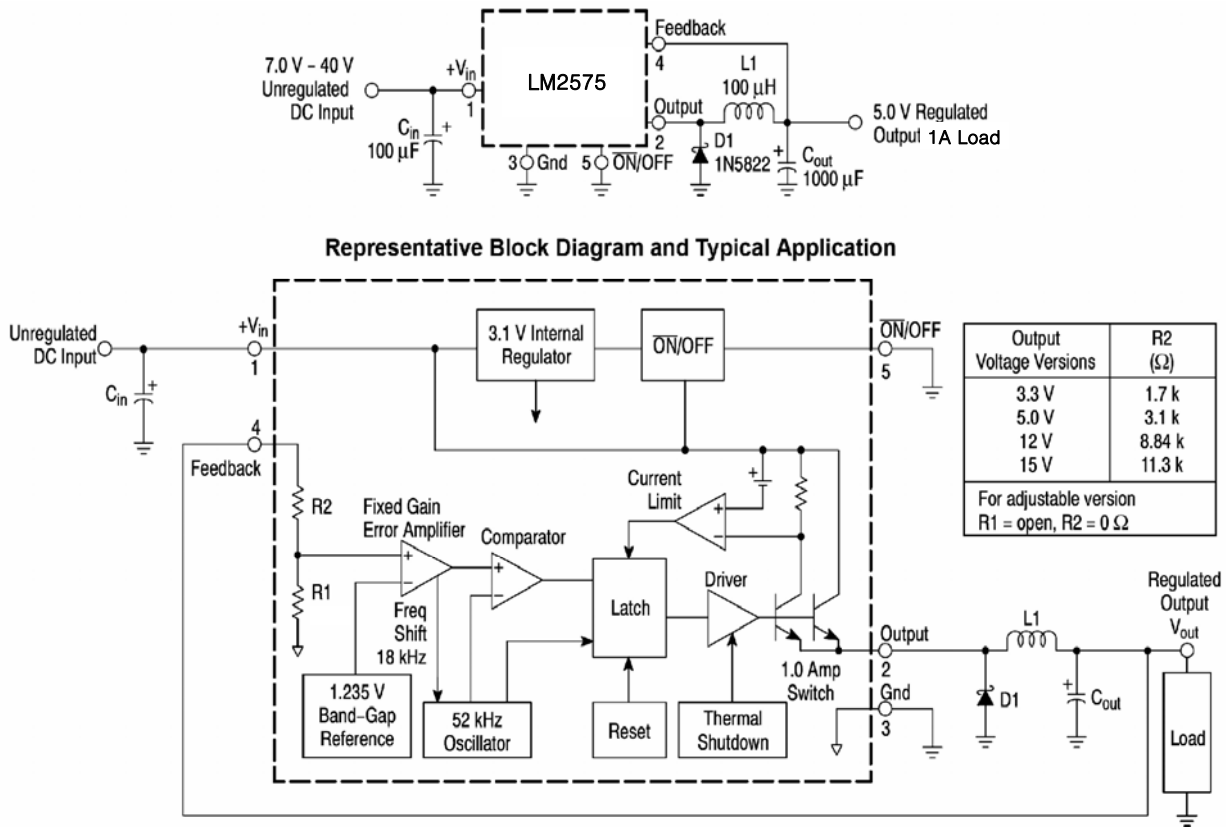 Feedback
4
7.0 V – 40 V
Unregulated
DC Input
+Vin
1
LM2575
L1
100 μH
Output
2
5.0 V Regulated
Output 1A Load
Cin
100 μF
+
3
Gnd
5
ON/OFF
D1
1N5822
+
Cout
1000 μF
Representative Block Diagram and Typical Application
Unregulated
DC Input
+Vin
1
Cin
+
3.1 V Internal
Regulator
ON/OFF
ON/OFF
5
Output
Voltage Versions
R2
(Ω)
3.3 V
1.7 k
5.0 V
3.1 k
12 V
8.84 k
15 V
11.3 k
For adjustable version
R1 = open, R2 = 0 Ω
4
Feedback
R2
R1
Fixed Gain
Error Amplifier
+
–
Comparator
+
–
Current
Limit
+
–
+
Freq
Shift
18 kHz
Latch
Driver
1.0 Amp
Switch
1.235 V
Band–Gap
Reference
52 kHz
Oscillator
Reset
Thermal
Shutdown
Output
2
Gnd
3
L1
D1
+
Cout
Regulated
Output
Vout
Load